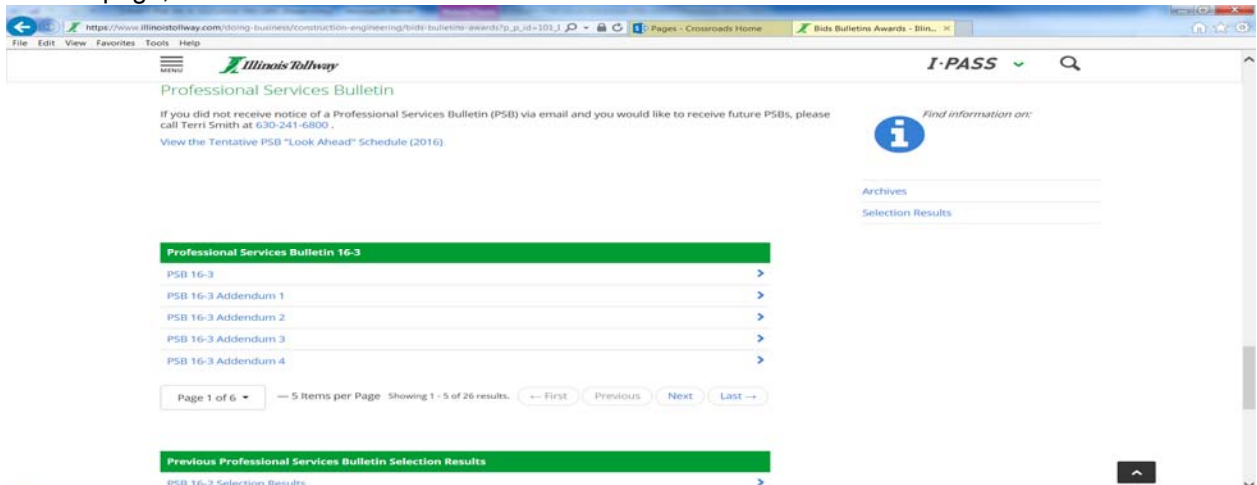 https://www.illinoistollway.com/doing-business/construction-engineering/bids-bulletins-awards?p_p_id=101_I
Pages - Crossroads Home
Bids Bulletins Awards - Illin...
File Edit View Favorites Tools Help
MENU
Illinois Tollway
I·PASS
Professional Services Bulletin
If you did not receive notice of a Professional Services Bulletin (PSB) via email and you would like to receive future PSBs, please
call Terri Smith at 630-241-6800 .
Find information on:
View the Tentative PSB "Look Ahead" Schedule (2016)
Archives
Selection Results
Professional Services Bulletin 16-3
PSB 16-3
PSB 16-3 Addendum 1
PSB 16-3 Addendum 2
PSB 16-3 Addendum 3
PSB 16-3 Addendum 4
Page 1 of 6 — 5 Items per Page Showing 1 - 5 of 26 results. ← First Previous Next Last →
Previous Professional Services Bulletin Selection Results
PSB 16-2 Selection Results